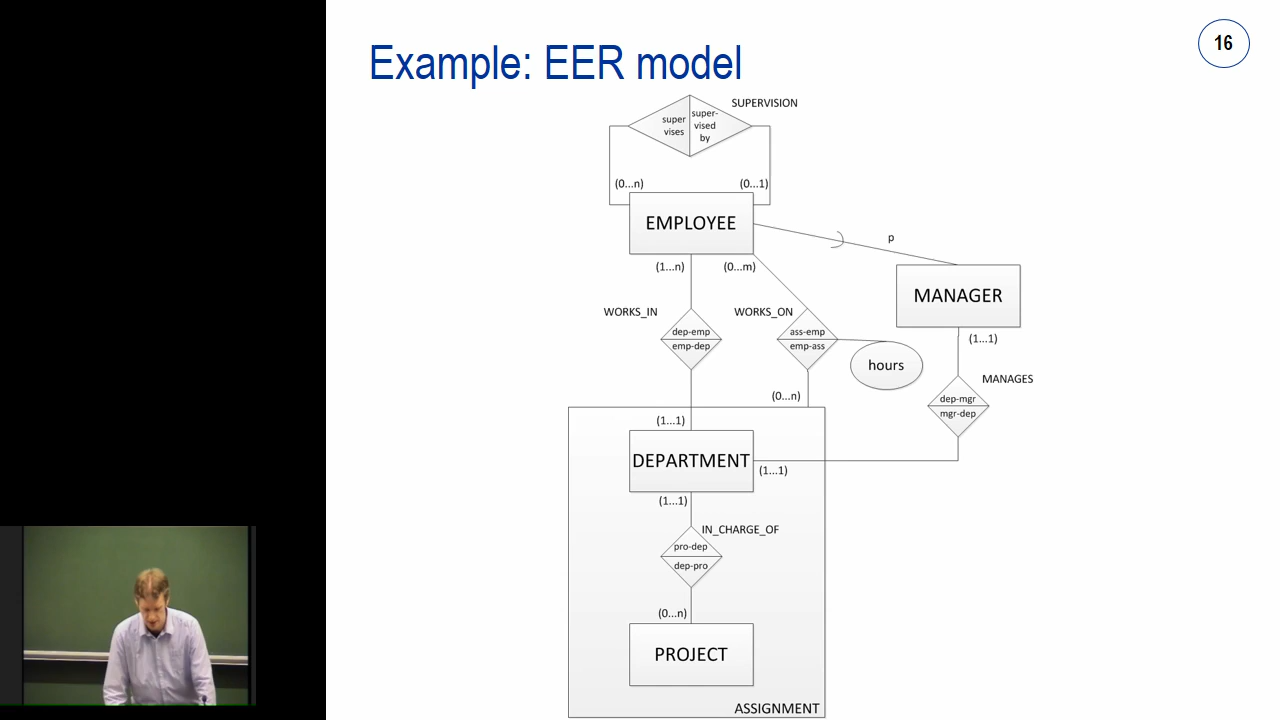 16
Example: EER model
SUPERVISION
super
vises
super-
vised
by
(0...n)
(0...1)
EMPLOYEE
p
(1...n)
(0...m)
MANAGER
WORKS_IN
WORKS_ON
dep-emp
emp-dep
ass-emp
emp-ass
(1...1)
hours
MANAGES
dep-mgr
mgr-dep
(0...n)
(1...1)
DEPARTMENT
(1...1)
(1...1)
IN_CHARGE_OF
pro-dep
dep-pro
(0...n)
PROJECT
ASSIGNMENT